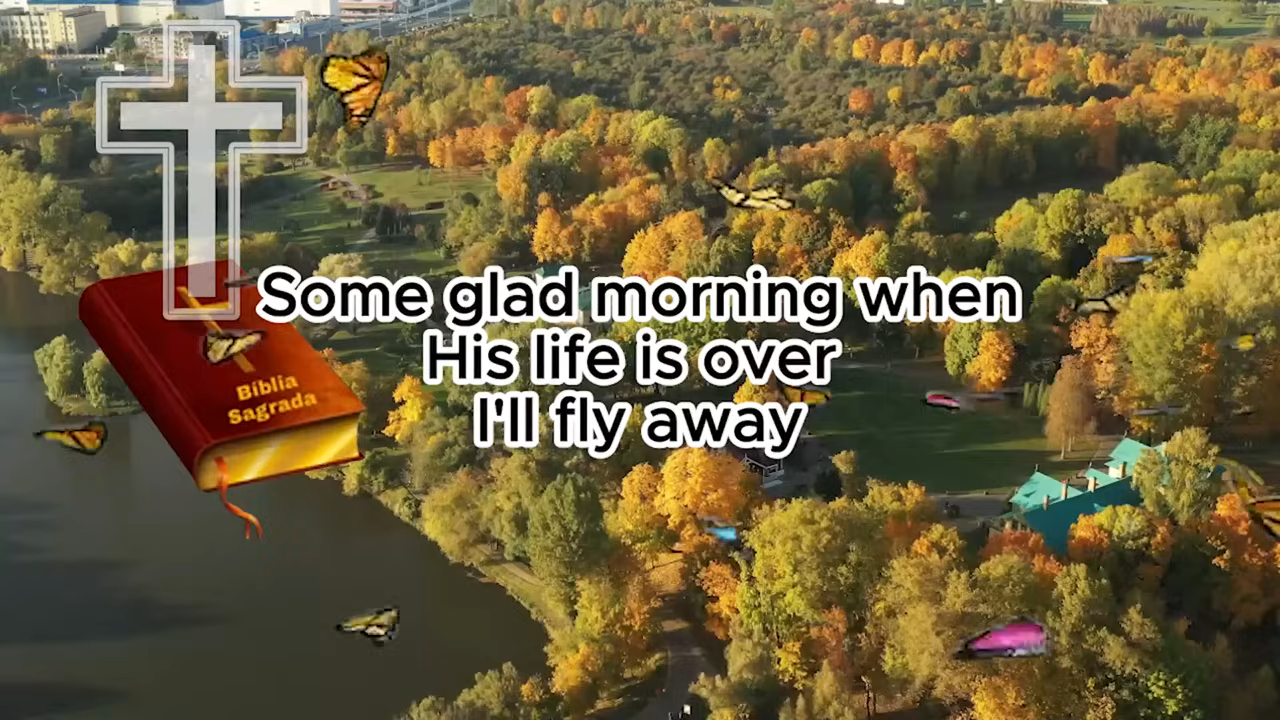 Some glad morning when
His life is over
I'll fly away
Bíblia
Sagrada